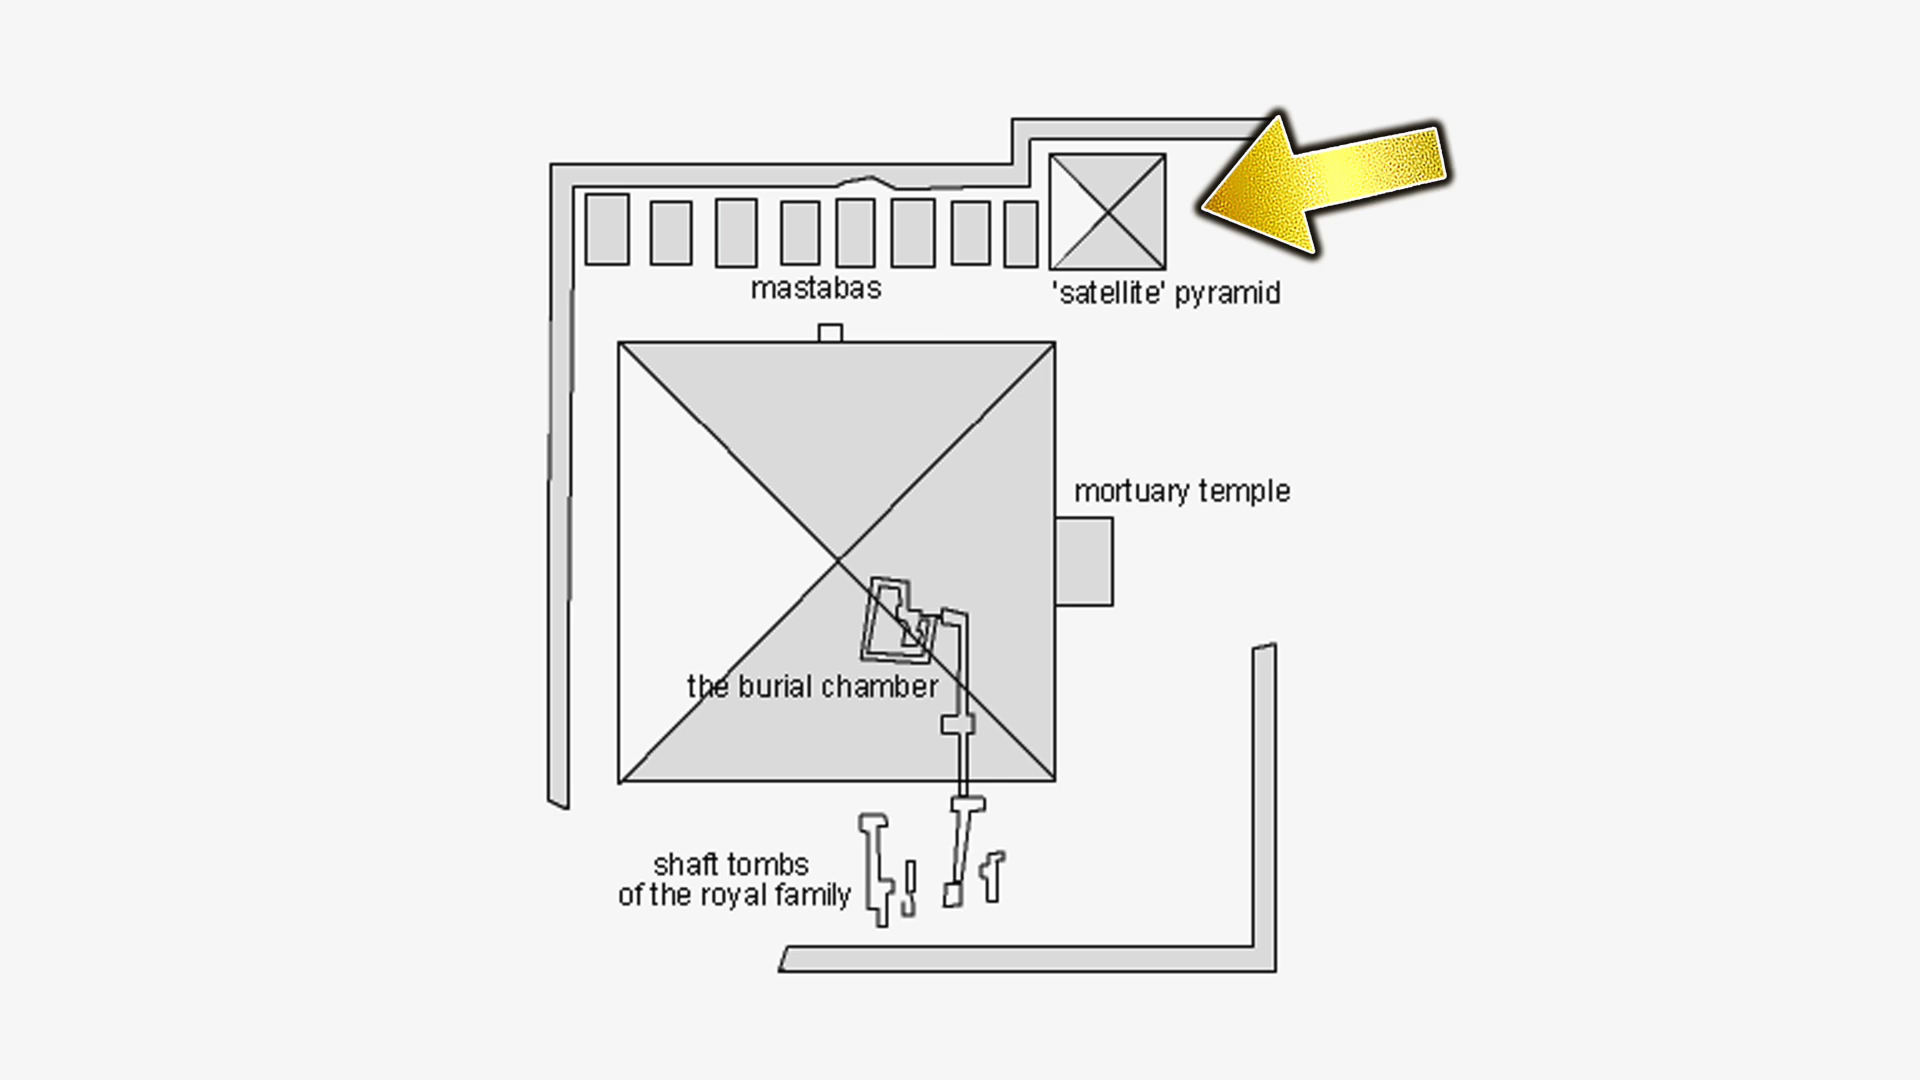 mastabas
'satellite' pyramid
mortuary temple
the burial chamber
shaft tombs
of the royal family